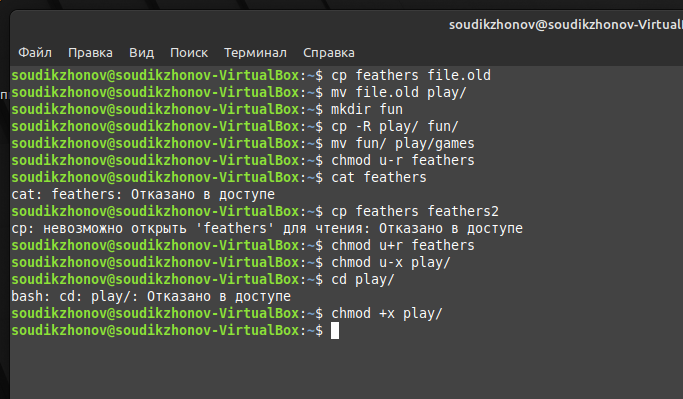 soudikzhonov@soudikzhonov-Virtual
Файл Правка Вид Поиск Терминал Справка
soudikzhonov@soudikzhonov-VirtualBox:~$ cp feathers file.old
soudikzhonov@soudikzhonov-VirtualBox:~$ mv file.old play/
soudikzhonov@soudikzhonov-VirtualBox:~$ mkdir fun
soudikzhonov@soudikzhonov-VirtualBox:~$ cp -R play/ fun/
soudikzhonov@soudikzhonov-VirtualBox:~$ mv fun/ play/games
soudikzhonov@soudikzhonov-VirtualBox:~$ chmod u-r feathers
soudikzhonov@soudikzhonov-VirtualBox:~$ cat feathers
cat: feathers: Отказано в доступе
soudikzhonov@soudikzhonov-VirtualBox:~$ cp feathers feathers2
cp: невозможно открыть 'feathers' для чтения: Отказано в доступе
soudikzhonov@soudikzhonov-VirtualBox:~$ chmod u+r feathers
soudikzhonov@soudikzhonov-VirtualBox:~$ chmod u-x play/
soudikzhonov@soudikzhonov-VirtualBox:~$ cd play/
bash: cd: play/: Отказано в доступе
soudikzhonov@soudikzhonov-VirtualBox:~$ chmod +x play/
soudikzhonov@soudikzhonov-VirtualBox:~$